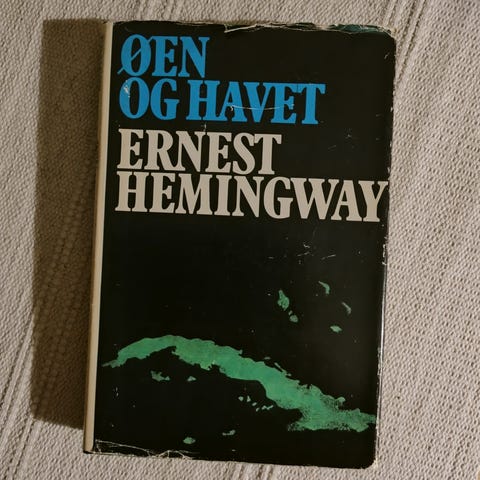 ØEN
OG HAVET
ERNEST
HEMINGWAY